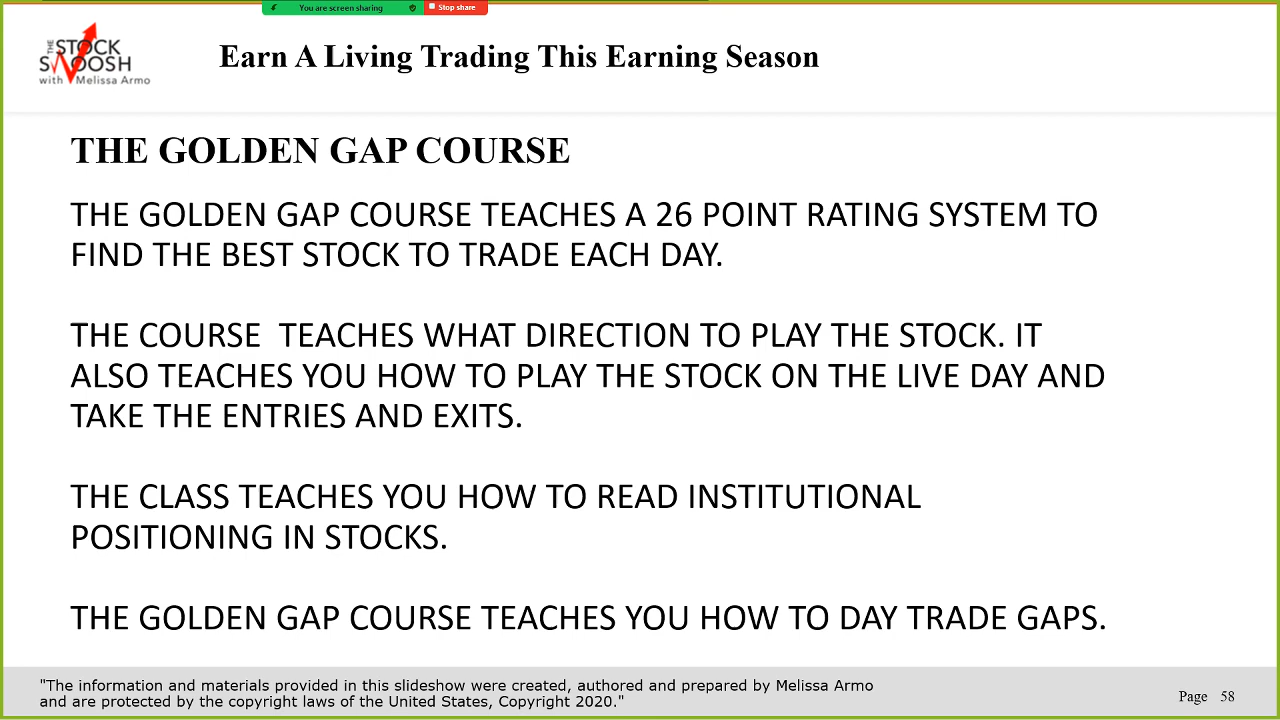 You are screen sharing
Stop share
THE
STOCK
SWOOSH
with Melissa Armo
Earn A Living Trading This Earning Season
THE GOLDEN GAP COURSE
THE GOLDEN GAP COURSE TEACHES A 26 POINT RATING SYSTEM TO
FIND THE BEST STOCK TO TRADE EACH DAY.
THE COURSE  TEACHES WHAT DIRECTION TO PLAY THE STOCK. IT
ALSO TEACHES YOU HOW TO PLAY THE STOCK ON THE LIVE DAY AND
TAKE THE ENTRIES AND EXITS.
THE CLASS TEACHES YOU HOW TO READ INSTITUTIONAL
POSITIONING IN STOCKS.
THE GOLDEN GAP COURSE TEACHES YOU HOW TO DAY TRADE GAPS.
"The information and materials provided in this slideshow were created, authored and prepared by Melissa Armo
and are protected by the copyright laws of the United States, Copyright 2020."
Page 58